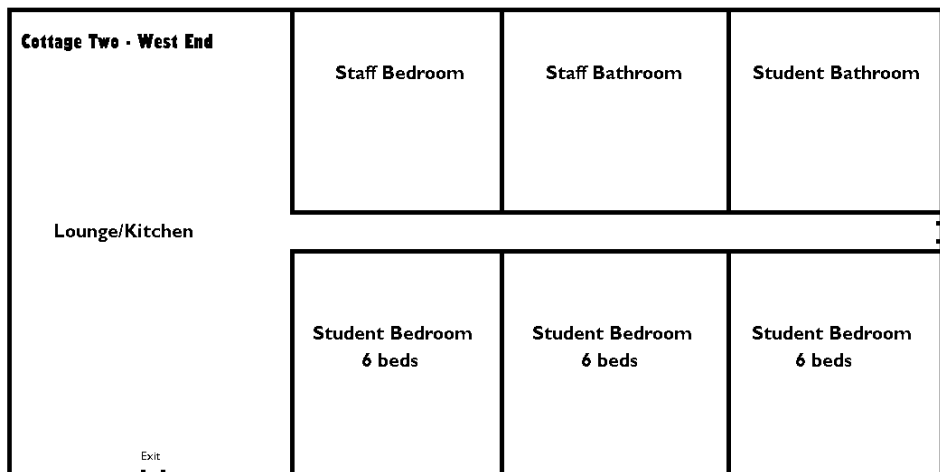 Cottage Two - West End
Staff Bedroom
Staff Bathroom
Student Bathroom
Lounge/Kitchen
Student Bedroom
6 beds
Student Bedroom
6 beds
Student Bedroom
6 beds
Exit